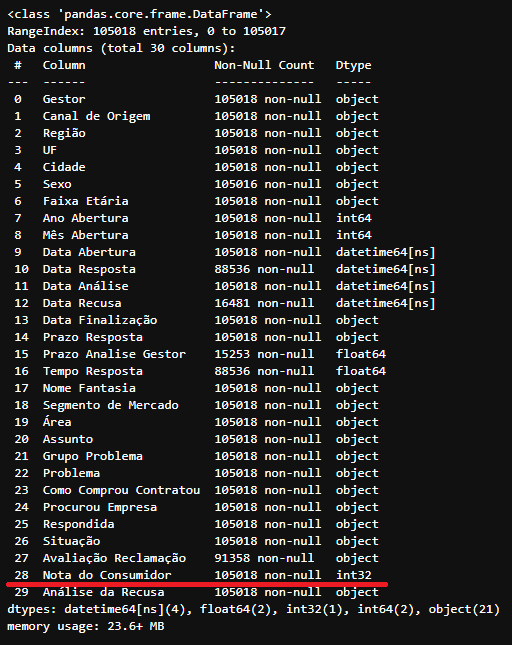 <class 'pandas.core.frame.DataFrame'>
RangeIndex: 105018 entries, 0 to 105017
Data columns (total 30 columns):
 #   Column                Non-Null Count   Dtype
---  ------                --------------   -----
 0   Gestor                105018 non-null  object
 1   Canal de Origem       105018 non-null  object
 2   Região                105018 non-null  object
 3   UF                    105018 non-null  object
 4   Cidade                105018 non-null  object
 5   Sexo                  105016 non-null  object
 6   Faixa Etária          105018 non-null  object
 7   Ano Abertura          105018 non-null  int64
 8   Mês Abertura          105018 non-null  int64
 9   Data Abertura         105018 non-null  datetime64[ns]
 10  Data Resposta         88536 non-null   datetime64[ns]
 11  Data Análise          105018 non-null  datetime64[ns]
 12  Data Recusa           16481 non-null   datetime64[ns]
 13  Data Finalização      105018 non-null  object
 14  Prazo Resposta        105018 non-null  object
 15  Prazo Analise Gestor  15253 non-null   float64
 16  Tempo Resposta        88536 non-null   float64
 17  Nome Fantasia         105018 non-null  object
 18  Segmento de Mercado   105018 non-null  object
 19  Área                  105018 non-null  object
 20  Assunto               105018 non-null  object
 21  Grupo Problema        105018 non-null  object
 22  Problema              105018 non-null  object
 23  Como Comprou Contratou  105018 non-null  object
 24  Procurou Empresa      105018 non-null  object
 25  Respondida            105018 non-null  object
 26  Situação              105018 non-null  object
 27  Avaliação Reclamação  91358 non-null   object
 28  Nota do Consumidor    105018 non-null  int32
 29  Análise da Recusa     105018 non-null  object
dtypes: datetime64[ns](4), float64(2), int32(1), int64(2), object(21)
memory usage: 23.6+ MB